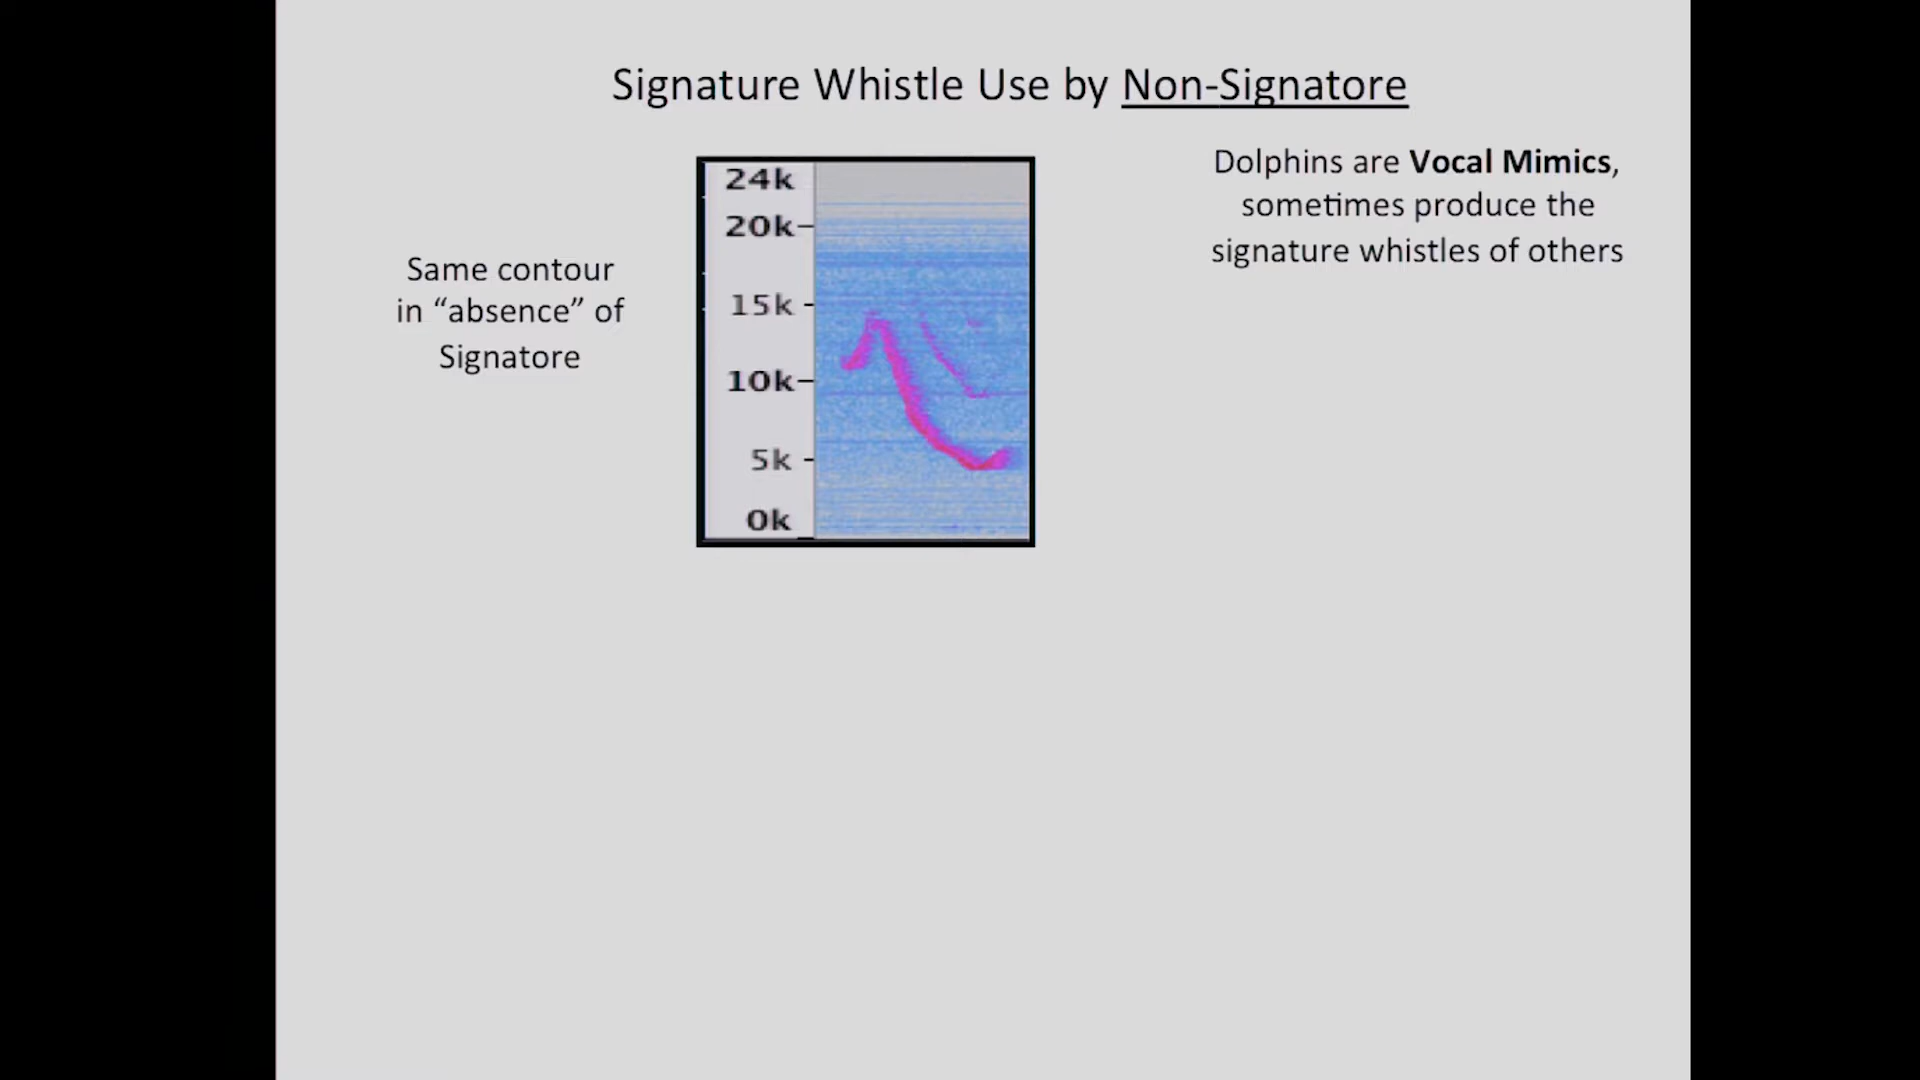 Signature Whistle Use by Non-Signatore
Dolphins are Vocal Mimics,
sometimes produce the
signature whistles of others
Same contour
in “absence” of
Signatore
24k
20k
15k
10k
5k
0k